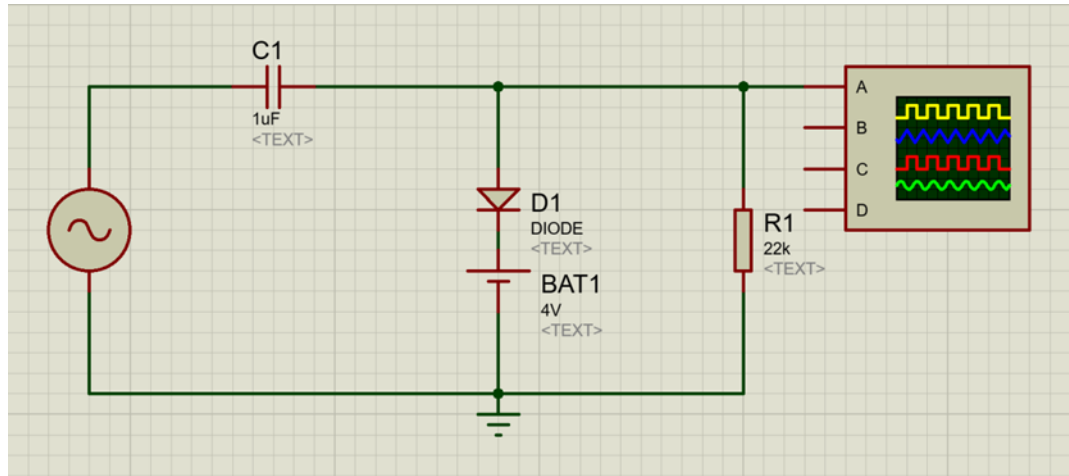 C1
1uF
<TEXT>
A
B
C
D
D1
DIODE
<TEXT>
R1
22k
<TEXT>
BAT1
4V
<TEXT>